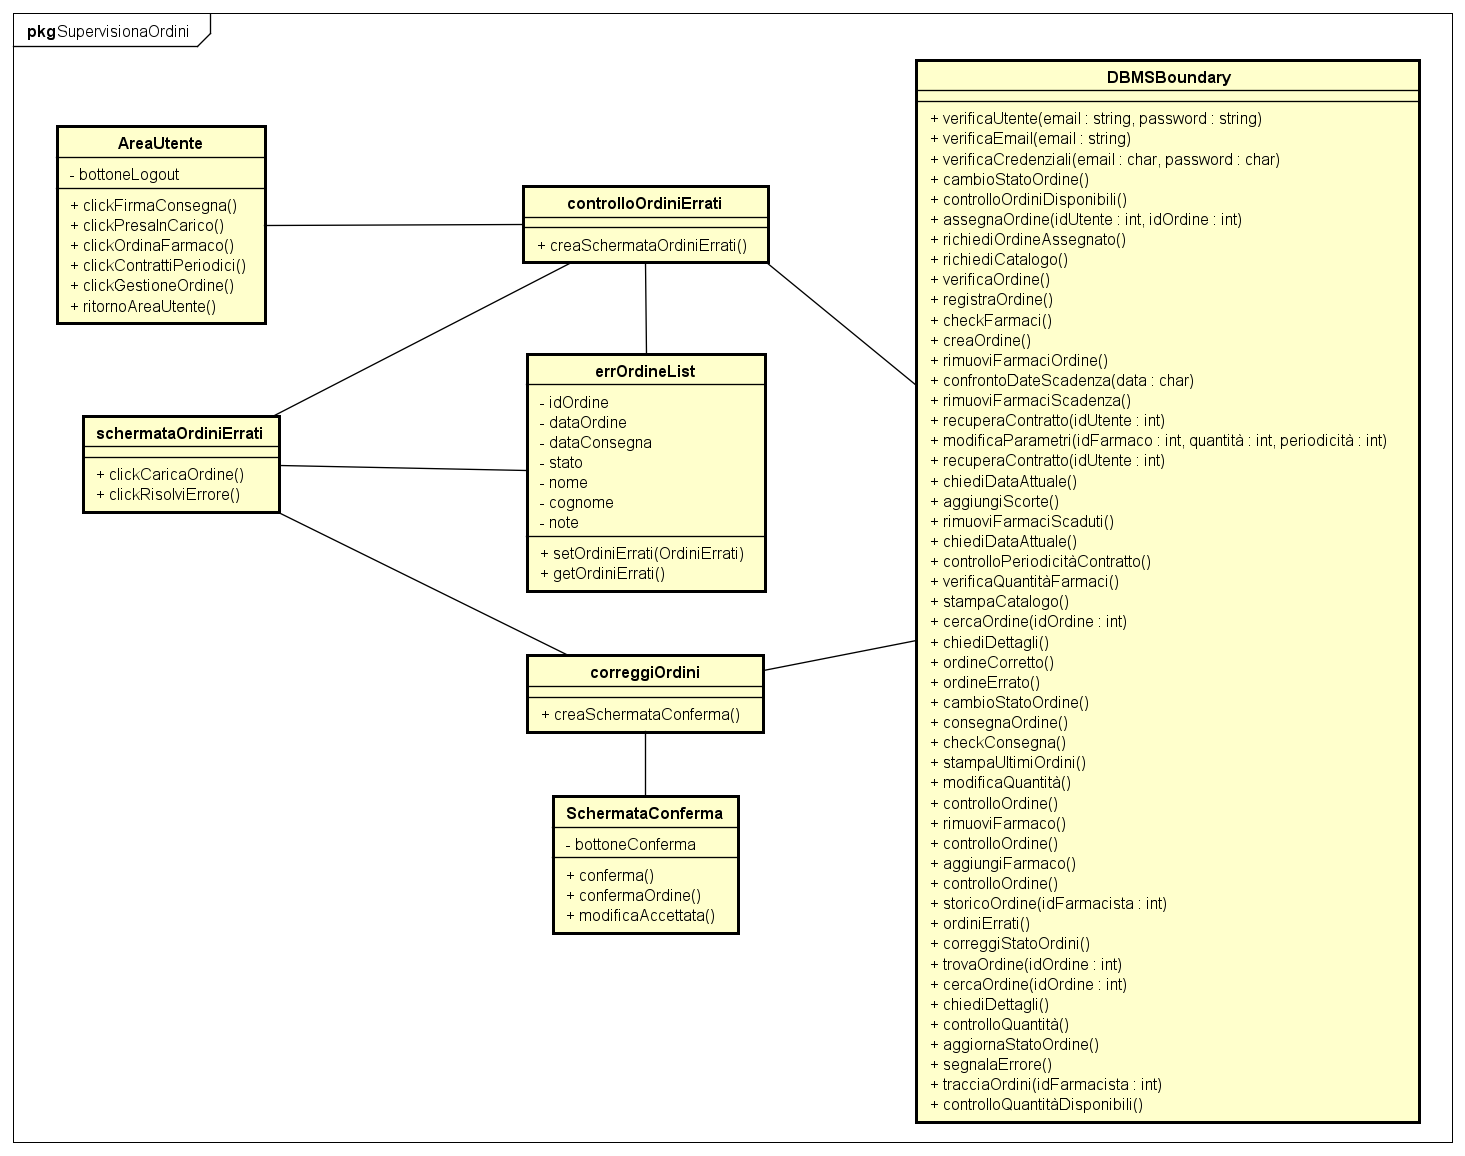 pkg SupervisionaOrdini
AreaUtente
- bottoneLogout
+ clickFirmaConsegna()
+ clickPresaInCarico()
+ clickOrdinaFarmaco()
+ clickContrattiPeriodici()
+ clickGestioneOrdine()
+ ritornoAreaUtente()
controlloOrdiniErrati
+ creaSchermataOrdiniErrati()
schermataOrdiniErrati
+ clickCaricaOrdine()
+ clickRisolviErrore()
errOrdineList
- idOrdine
- dataOrdine
- dataConsegna
- stato
- nome
- cognome
- note
+ setOrdiniErrati(OrdiniErrati)
+ getOrdiniErrati()
correggiOrdini
+ creaSchermataConferma()
SchermataConferma
- bottoneConferma
+ conferma()
+ confermaOrdine()
+ modificaAccettata()
DBMSBoundary
+ verificaUtente(email : string, password : string)
+ verificaEmail(email : string)
+ verificaCredenziali(email : char, password : char)
+ cambioStatoOrdine()
+ controlloOrdiniDisponibili()
+ assegnaOrdine(idUtente : int, idOrdine : int)
+ richiediOrdineAssegnato()
+ richiediCatalogo()
+ verificaOrdine()
+ registraOrdine()
+ checkFarmaci()
+ creaOrdine()
+ rimuoviFarmaciOrdine()
+ confrontoDateScadenza(data : char)
+ rimuoviFarmaciScadenza()
+ recuperaContratto(idUtente : int)
+ modificaParametri(idFarmaco : int, quantità : int, periodicità : int)
+ recuperaContratto(idUtente : int)
+ chiediDataAttuale()
+ aggiungiScorte()
+ rimuoviFarmaciScaduti()
+ chiediDataAttuale()
+ controlloPeriodicitàContratto()
+ verificaQuantitàFarmaci()
+ stampaCatalogo()
+ cercaOrdine(idOrdine : int)
+ chiediDettagli()
+ ordineCorretto()
+ ordineErrato()
+ cambioStatoOrdine()
+ consegnaOrdine()
+ checkConsegna()
+ stampaUltimiOrdini()
+ modificaQuantità()
+ controlloOrdine()
+ rimuoviFarmaco()
+ controlloOrdine()
+ aggiungiFarmaco()
+ controlloOrdine()
+ storicoOrdine(idFarmacista : int)
+ ordiniErrati()
+ correggiStatoOrdini()
+ trovaOrdine(idOrdine : int)
+ cercaOrdine(idOrdine : int)
+ chiediDettagli()
+ controlloQuantità()
+ aggiornaStatoOrdine()
+ segnalaErrore()
+ tracciaOrdini(idFarmacista : int)
+ controlloQuantitàDisponibili()